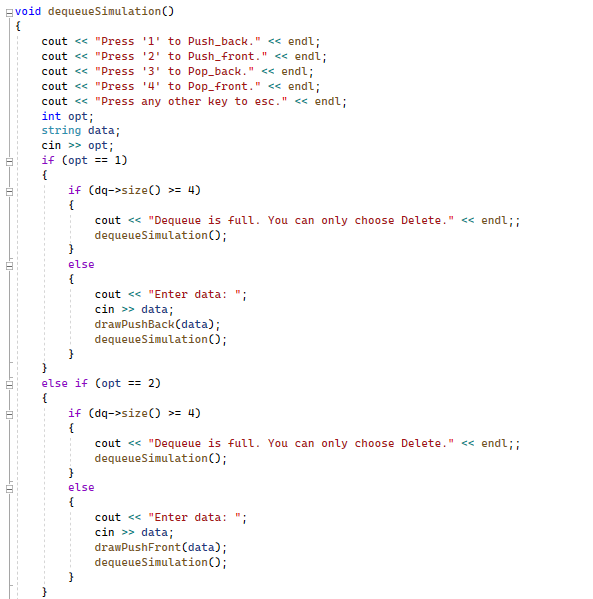 void dequeueSimulation()
{
    cout << "Press '1' to Push_back." << endl;
    cout << "Press '2' to Push_front." << endl;
    cout << "Press '3' to Pop_back." << endl;
    cout << "Press '4' to Pop_front." << endl;
    cout << "Press any other key to esc." << endl;
    int opt;
    string data;
    cin >> opt;
    if (opt == 1)
    {
        if (dq->size() >= 4)
        {
            cout << "Dequeue is full. You can only choose Delete." << endl;;
            dequeueSimulation();
        }
        else
        {
            cout << "Enter data: ";
            cin >> data;
            drawPushBack(data);
            dequeueSimulation();
        }
    }
    else if (opt == 2)
    {
        if (dq->size() >= 4)
        {
            cout << "Dequeue is full. You can only choose Delete." << endl;;
            dequeueSimulation();
        }
        else
        {
            cout << "Enter data: ";
            cin >> data;
            drawPushFront(data);
            dequeueSimulation();
        }
    }